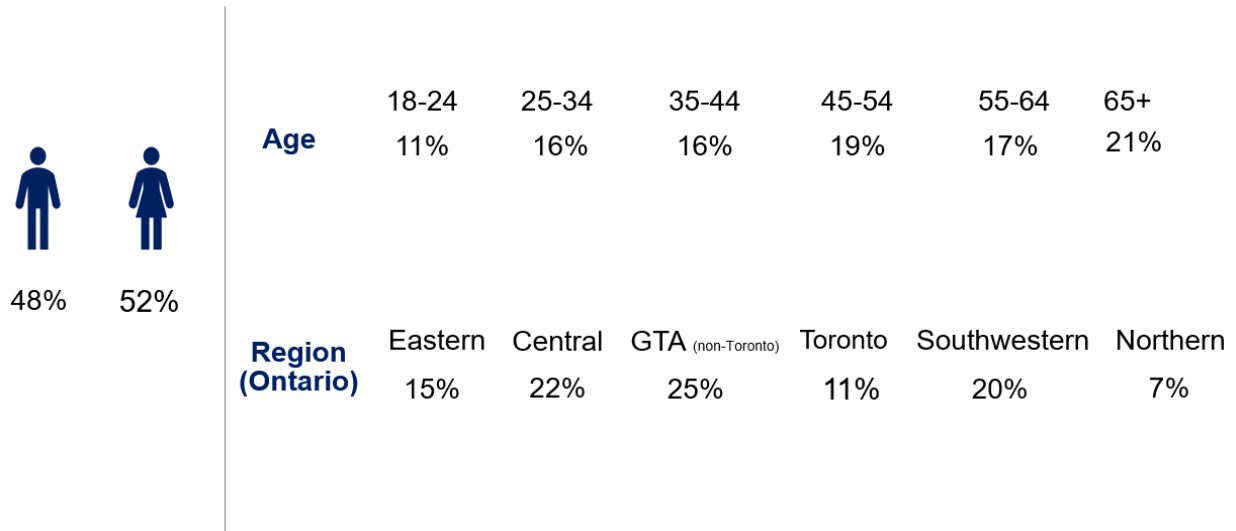 48% 52%
Age
18-24 25-34 35-44 45-54 55-64 65+
11% 16% 16% 19% 17% 21%
Region
(Ontario)
Eastern Central GTA (non-Toronto) Toronto Southwestern Northern
15% 22% 25% 11% 20% 7%